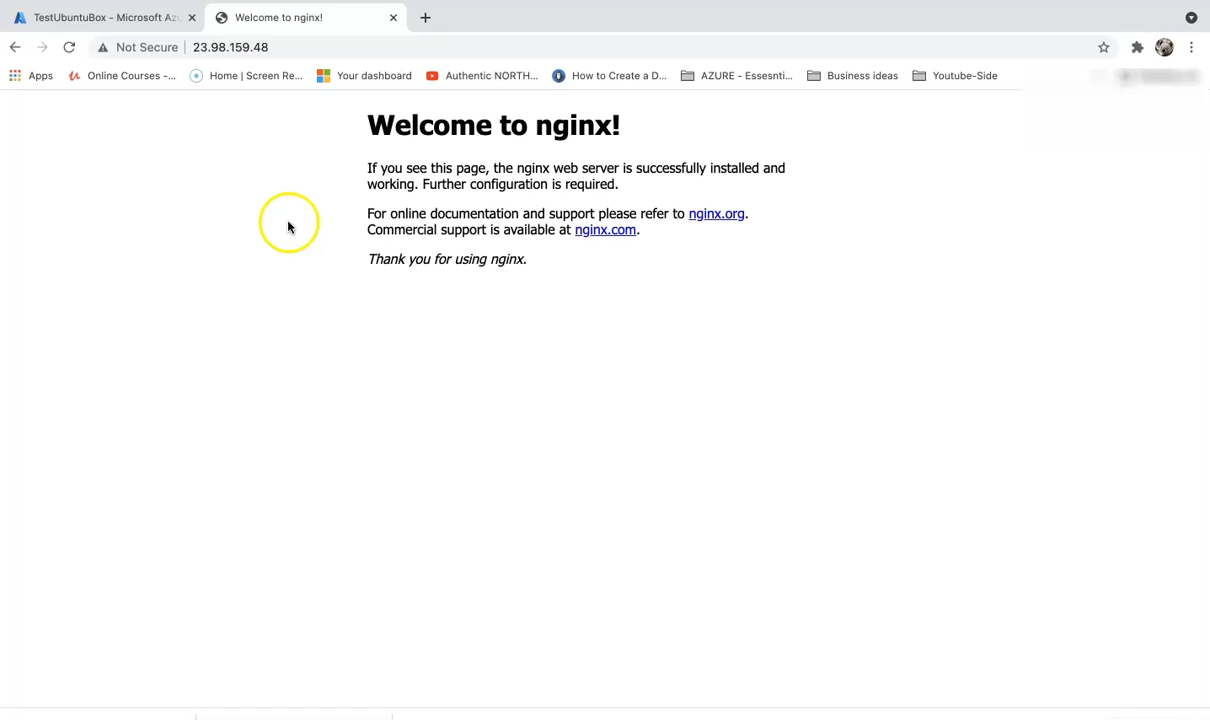 TestUbuntuBox - Microsoft Azu
Welcome to nginx!
Not Secure
23.98.159.48
Apps
Online Courses -...
Home | Screen Re...
Your dashboard
Authentic NORTH...
How to Create a D...
AZURE - Essesnti...
Business ideas
Youtube-Side
Welcome to nginx!
If you see this page, the nginx web server is successfully installed and
working. Further configuration is required.
For online documentation and support please refer to nginx.org.
Commercial support is available at nginx.com.
Thank you for using nginx.